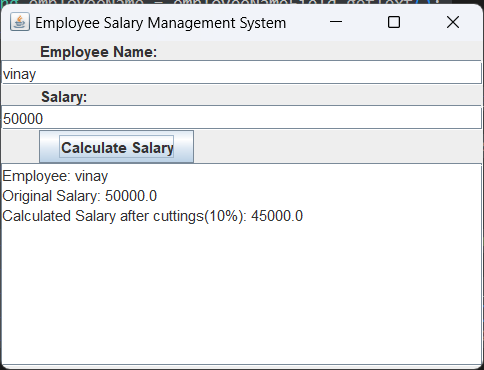 Employee Salary Management System
Employee Name:
vinay
Salary:
50000
Calculate Salary
Employee: vinay
Original Salary: 50000.0
Calculated Salary after cuttings(10%): 45000.0